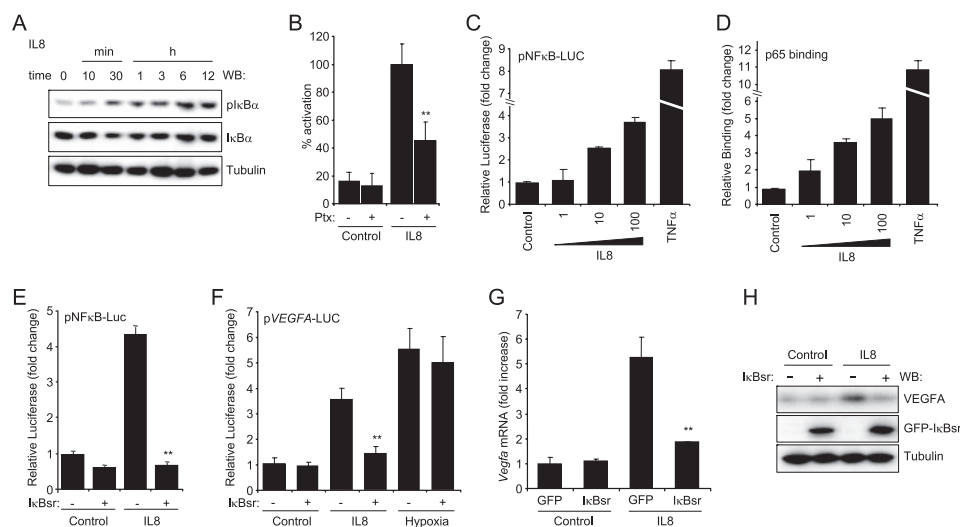 A
IL8
min
h
time 0 10 30 1 3 6 12 WB:
pIκBα
IκBα
Tubulin
B
% activation
120
100
80
60
40
20
0
**
Ptx: - + - +
Control IL8
C
pNFκB-LUC
Relative Luciferase (fold change)
9
8
7
4
3
2
1
0
Control 1 10 100 TNFα
IL8
D
p65 binding
Relative Binding (fold change)
12
11
10
6
5
4
3
2
1
0
Control 1 10 100 TNFα
IL8
E
pNFκB-Luc
Relative Luciferase (fold change)
5
4
3
2
1
0
**
IκBsr: - + - +
Control IL8
F
pVEGFA-LUC
Relative Luciferase (fold change)
7
6
5
4
3
2
1
0
**
IκBsr: - + - + - +
Control IL8 Hypoxia
G
Vegfa mRNA (fold increase)
7
6
5
4
3
2
1
0
**
GFP IκBsr GFP IκBsr
Control IL8
H
Control IL8
IκBsr: - + - + WB:
VEGFA
GFP-IκBsr
Tubulin